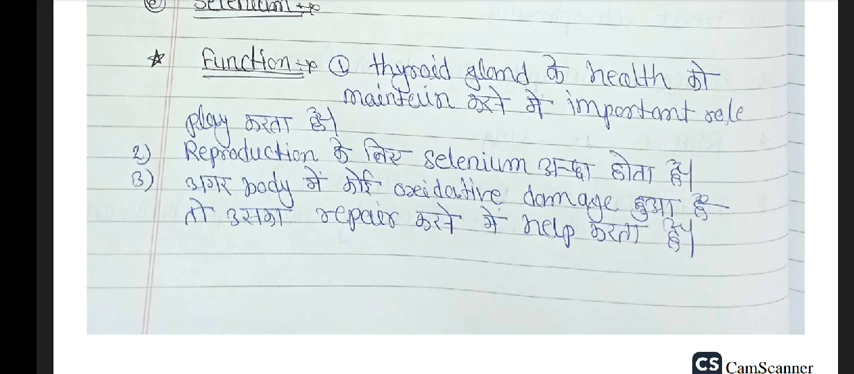 (e) Selenium →
* Function :→ ① thyroid gland के health को
maintain करने में important role
play करता है।
2) Reproduction के लिए selenium अच्छा होता है।
3) अगर body में कोई oxidative damage हुआ है
तो उसका repair करने में help करता है।
CS CamScanner